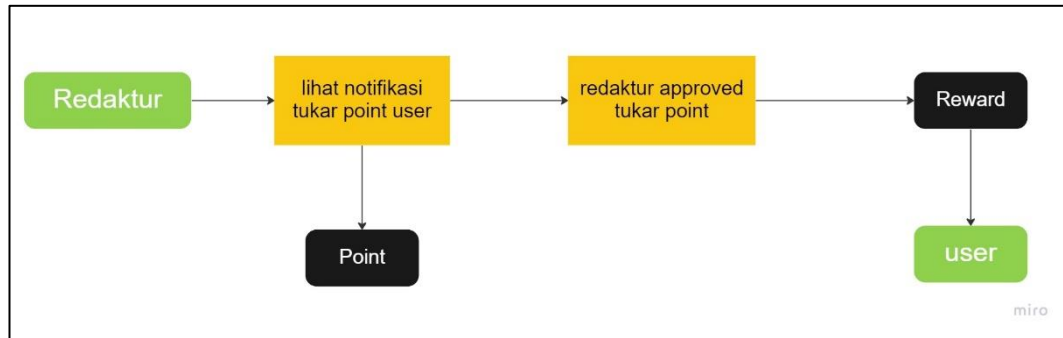 Redaktur
lihat notifikasi
tukar point user
redaktur approved
tukar point
Reward
Point
user
miro